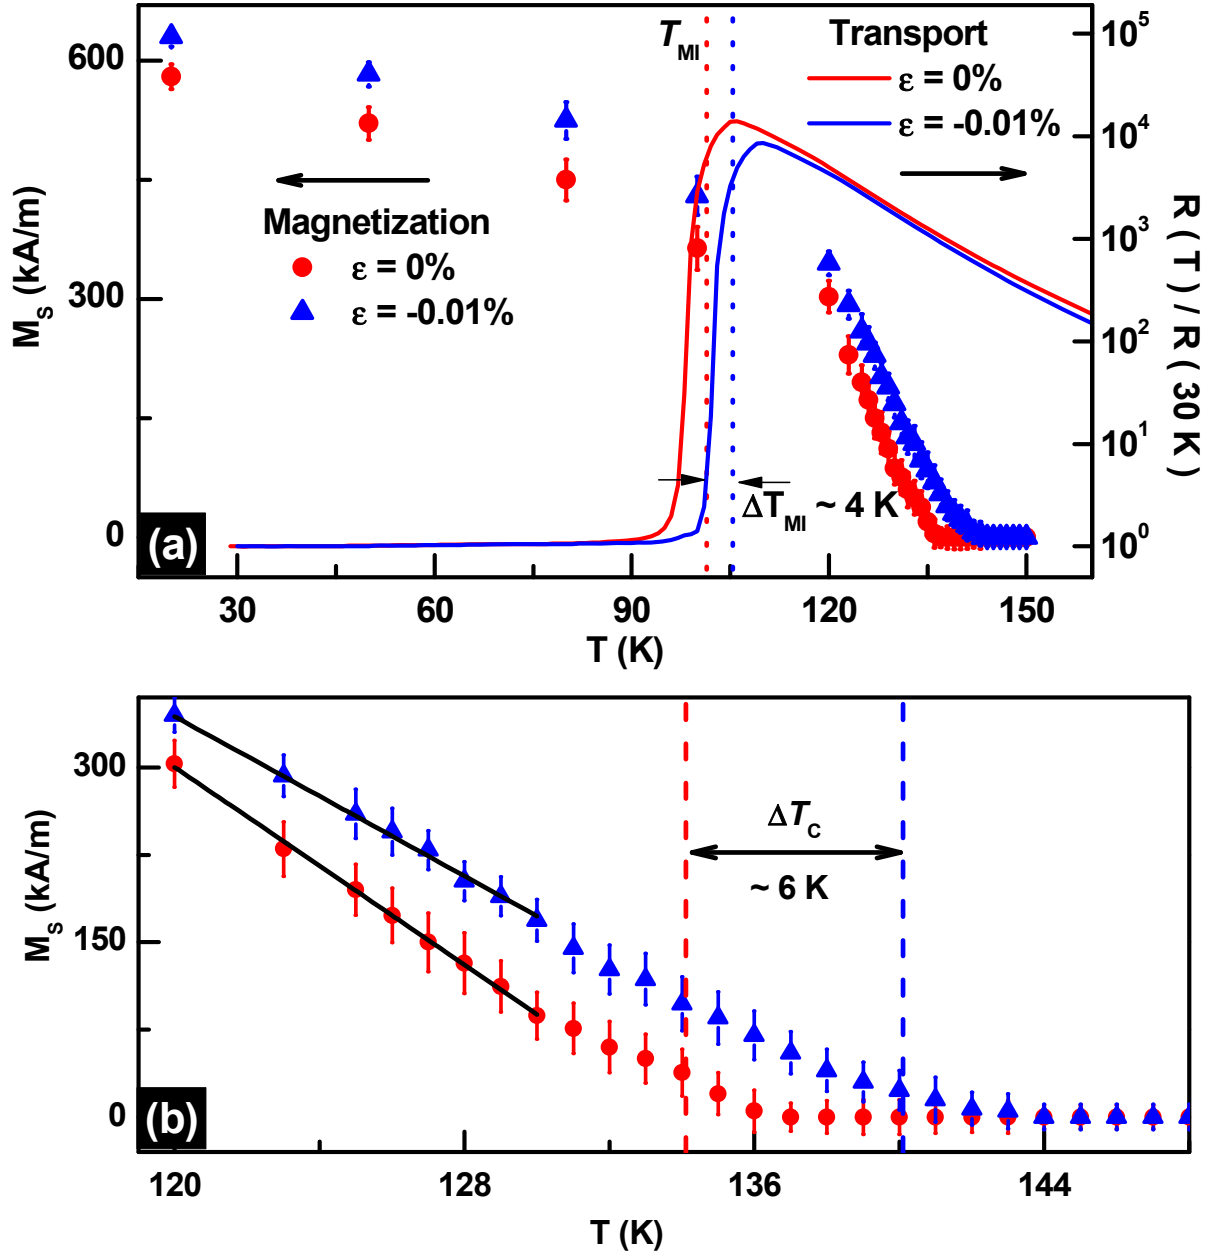 T_MI
Transport
ε = 0%
ε = -0.01%
Magnetization
ε = 0%
ε = -0.01%
ΔT_MI ~ 4 K
(a)
600
300
0
M_S (kA/m)
10^5
10^4
10^3
10^2
10^1
10^0
R ( T ) / R ( 30 K )
30 60 90 120 150
T (K)
300
150
0
M_S (kA/m)
ΔT_C
~ 6 K
(b)
120 128 136 144
T (K)